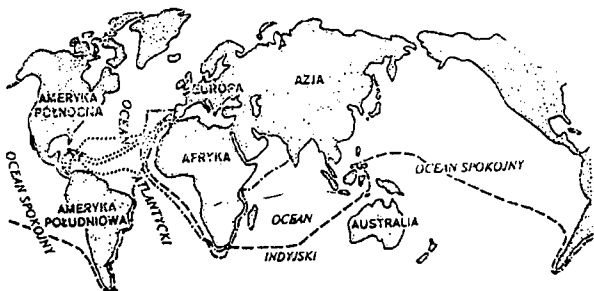 AMERYKA
PÓŁNOCNA
OCEAN
ATLANTYCKI
EUROPA
AZJA
AFRYKA
OCEAN SPOKOJNY
AMERYKA
POŁUDNIOWA
OCEAN
INDYJSKI
AUSTRALIA
OCEAN SPOKOJNY